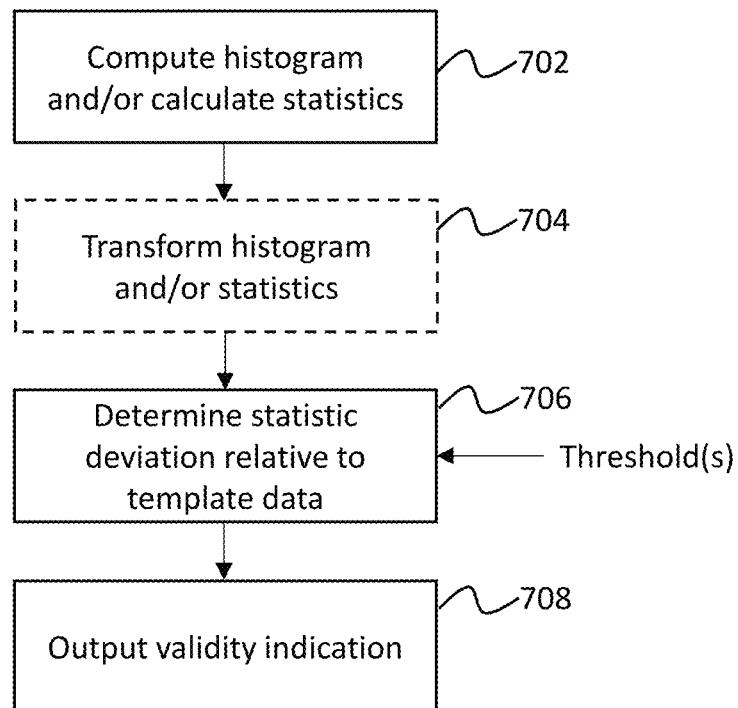 Compute histogram
and/or calculate statistics
702
Transform histogram
and/or statistics
704
Determine statistic
deviation relative to
template data
706
Threshold(s)
Output validity indication
708